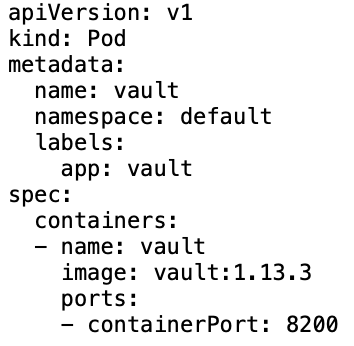 apiVersion: v1
kind: Pod
metadata:
  name: vault
  namespace: default
  labels:
    app: vault
spec:
  containers:
  - name: vault
    image: vault:1.13.3
    ports:
    - containerPort: 8200